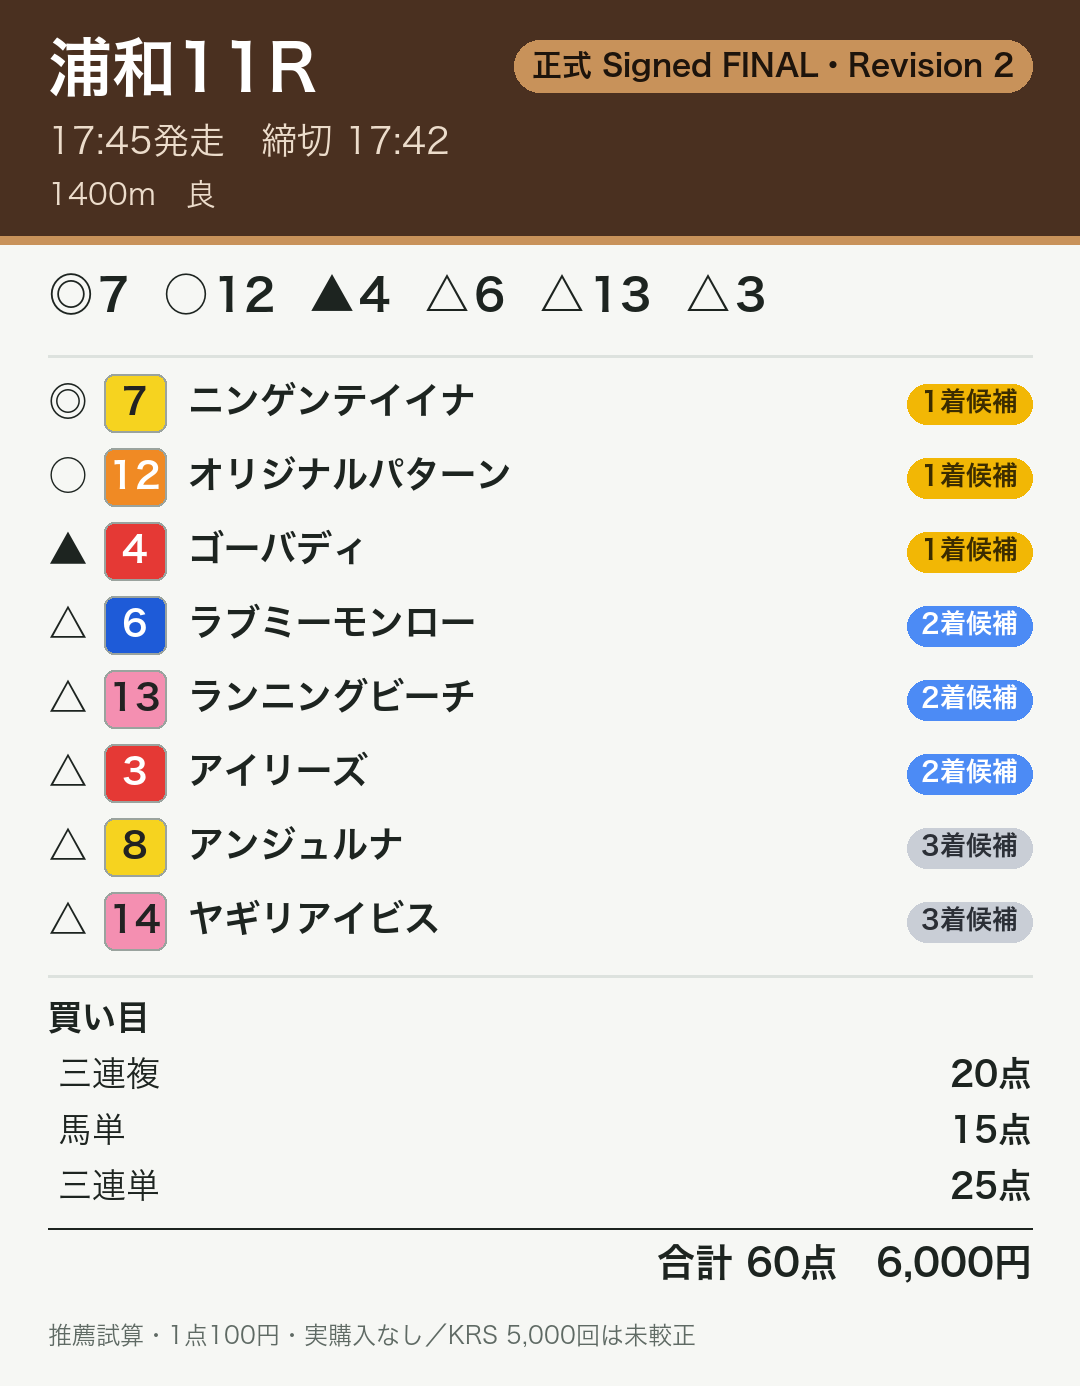 浦和11R 正式 Signed FINAL・Revision 2
17:45発走 締切 17:42
1400m 良
◎7 ○12 ▲4 △6 △13 △3
◎ 7 ニンゲンテイイナ 1着候補
○ 12 オリジナルパターン 1着候補
▲ 4 ゴーバディ 1着候補
△ 6 ラブミーモンロー 2着候補
△ 13 ランニングビーチ 2着候補
△ 3 アイリーズ 2着候補
△ 8 アンジュルナ 3着候補
△ 14 ヤギリアイビス 3着候補
買い目
三連複 20点
馬単 15点
三連単 25点
合計 60点 6,000円
推薦試算・1点100円・実購入なし／KRS 5,000回は未較正